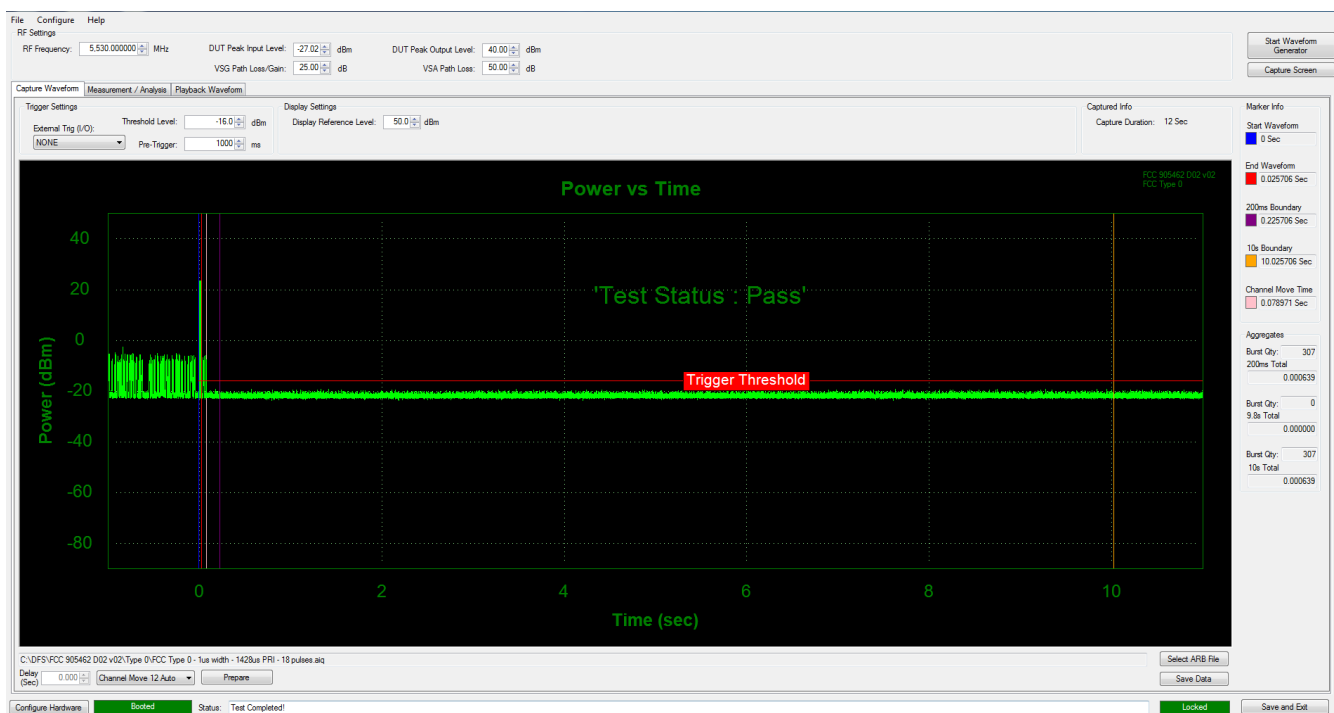 File Configure Help
RF Settings
RF Frequency: 5,530.000000 MHz DUT Peak Input Level: -27.02 dBm DUT Peak Output Level: 40.00 dBm
VSG Path Loss/Gain: 25.00 dB VSA Path Loss: 50.00 dB
Start Waveform
Generator
Capture Screen
Capture Waveform Measurement / Analysis Playback Waveform
Trigger Settings
External Trig (I/O):
NONE
Threshold Level: -16.0 dBm
Pre-Trigger: 1000 ms
Display Settings
Display Reference Level: 50.0 dBm
Captured Info
Capture Duration: 12 Sec
Marker Info
Start Waveform
0 Sec
End Waveform
0.025706 Sec
200ms Boundary
0.225706 Sec
10s Boundary
10.025706 Sec
Channel Move Time
0.078971 Sec
Aggregates
Burst Qty: 307
200ms Total
0.000639
Burst Qty: 0
9.8s Total
0.000000
Burst Qty: 307
10s Total
0.000639
Power vs Time
FCC 905462 D02 v02
FCC Type 0
'Test Status : Pass'
Trigger Threshold
Power (dBm)
40
20
0
-20
-40
-60
-80
0 2 4 6 8 10
Time (sec)
C:\DFS\FCC 905462 D02 v02\Type 0\FCC Type 0 - 1us width - 1428us PRI - 18 pulses.aiq
Select ARB File
Delay
(Sec) 0.000 Channel Move 12 Auto Prepare
Save Data
Configure Hardware Booted Status: Test Completed! Locked Save and Exit